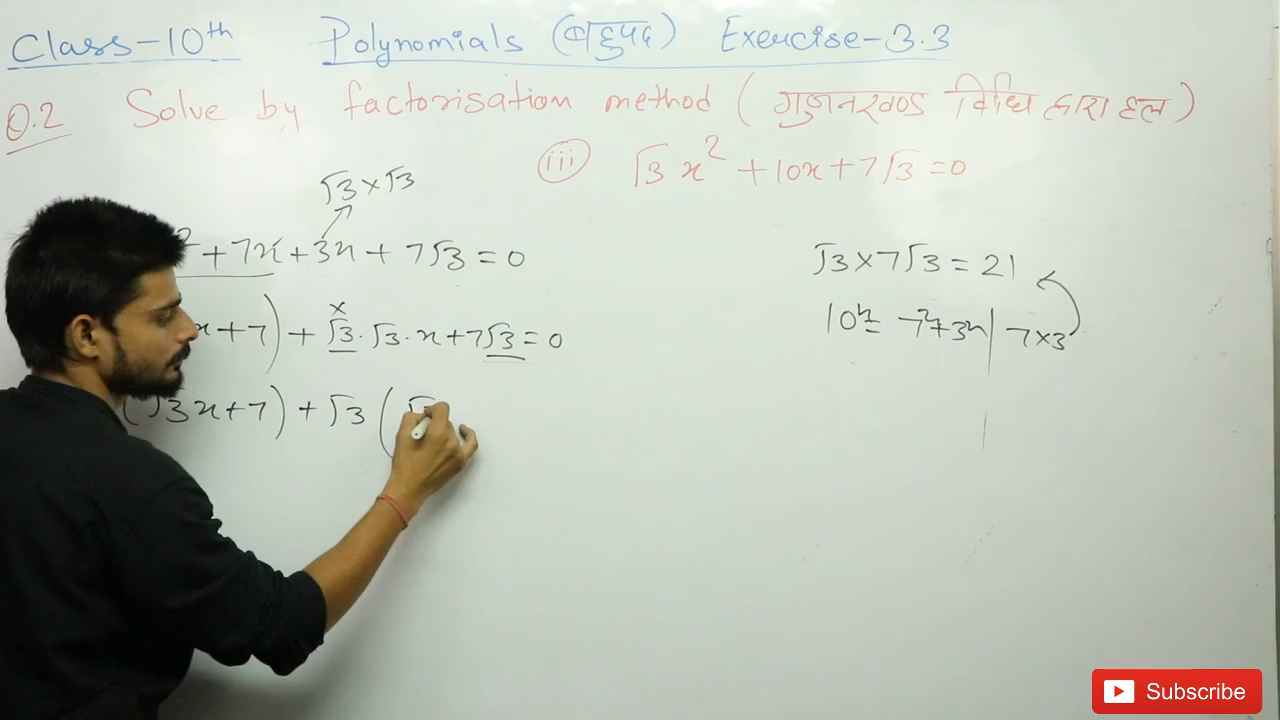 Class-10th Polynomials (बहुपद) Exercise-3.3
Q.2 Solve by factorisation method (गुणनखण्ड विधि द्वारा हल)
(iii) √3 x² + 10x + 7√3 = 0
√3 × √3
² + 7x + 3x + 7√3 = 0
x + 7) + √3 · √3 · x + 7√3 = 0
(√3 x + 7) + √3 (
√3 × 7√3 = 21
10x = 7x + 3x | 7 × 3
Subscribe